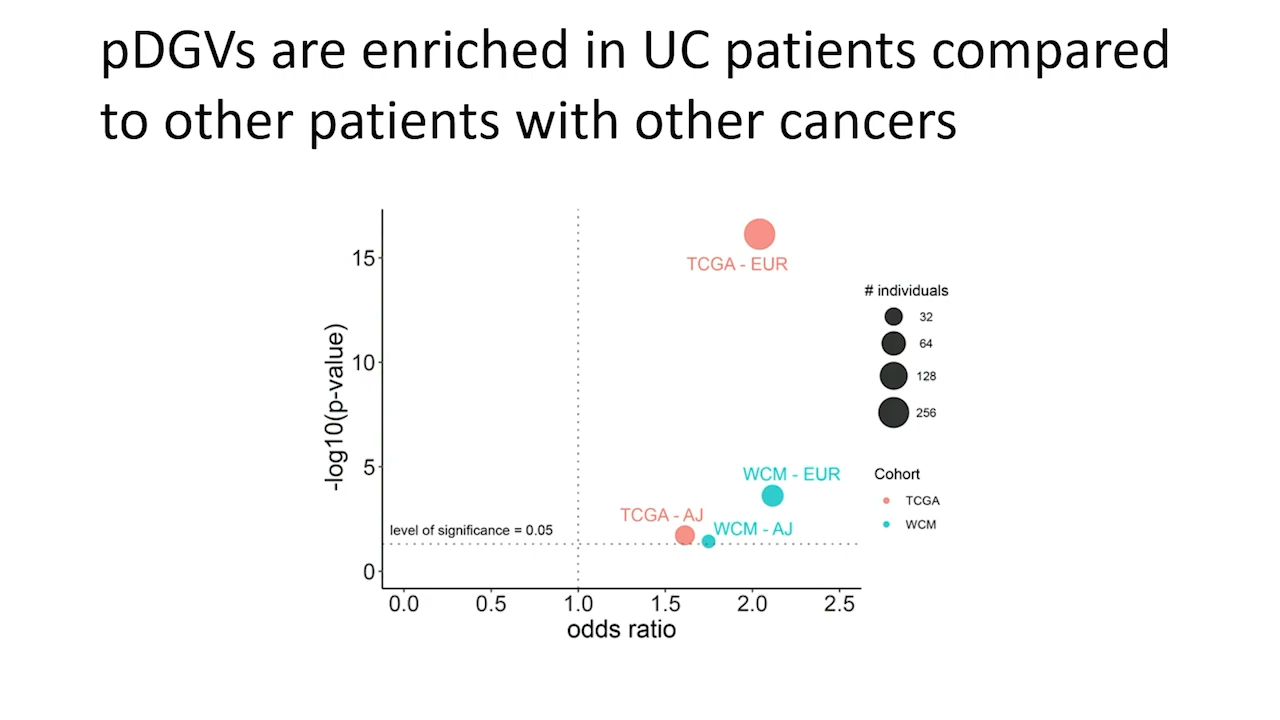 pDGVs are enriched in UC patients compared
to other patients with other cancers
TCGA - EUR
WCM - EUR
TCGA - AJ
WCM - AJ
level of significance = 0.05
-log10(p-value)
15
10
5
0
0.0 0.5 1.0 1.5 2.0 2.5
odds ratio
# individuals
32
64
128
256
Cohort
TCGA
WCM